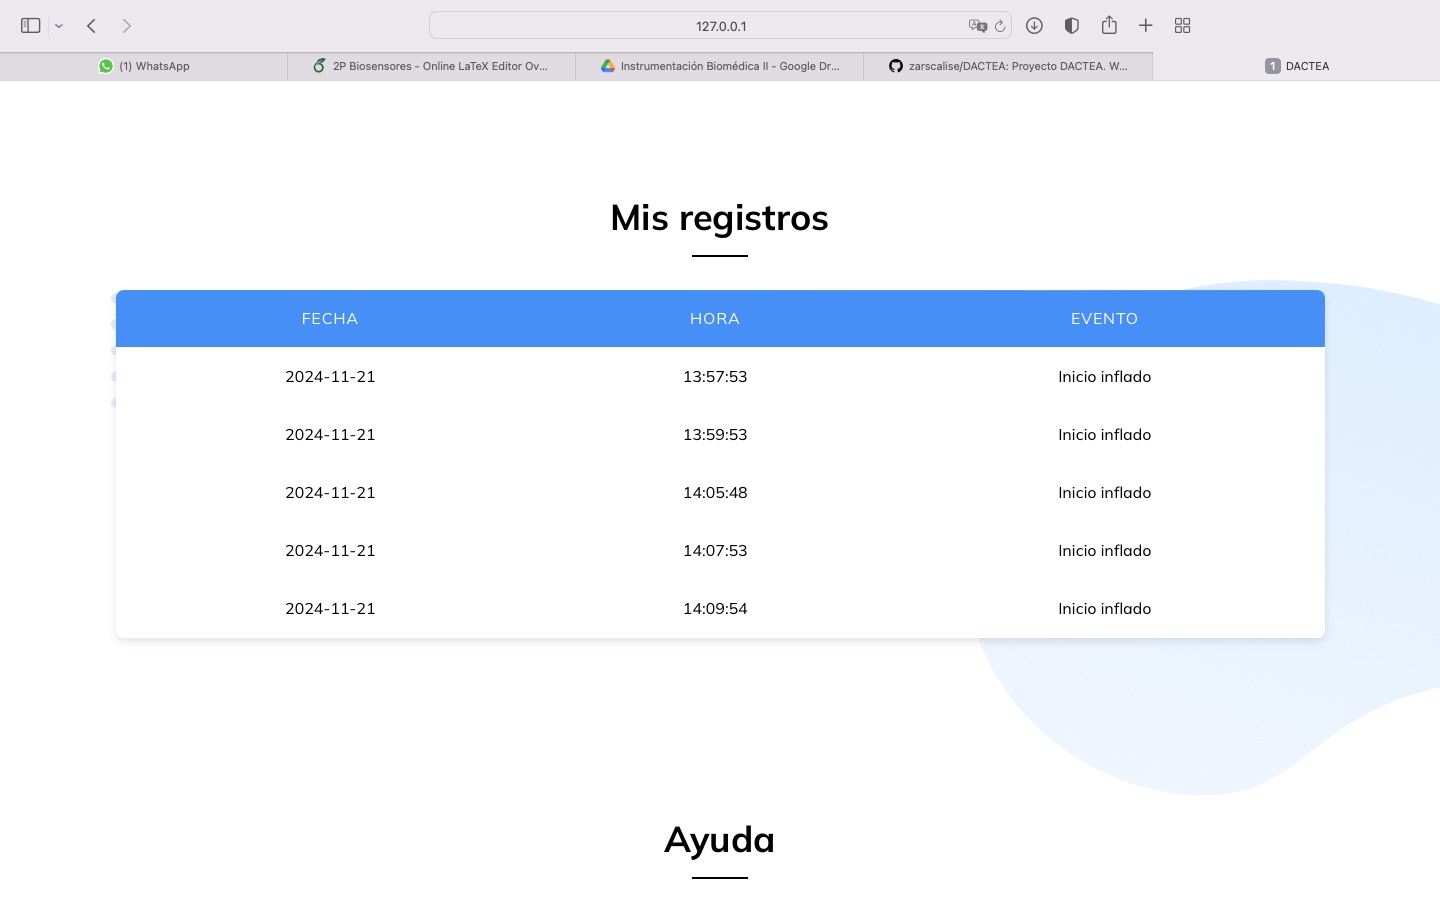 127.0.0.1
(1) WhatsApp
2P Biosensores - Online LaTeX Editor Ov...
Instrumentación Biomédica II - Google Dr...
zarscalise/DACTEA: Proyecto DACTEA. W...
1 DACTEA
Mis registros
FECHA HORA EVENTO
2024-11-21 13:57:53 Inicio inflado
2024-11-21 13:59:53 Inicio inflado
2024-11-21 14:05:48 Inicio inflado
2024-11-21 14:07:53 Inicio inflado
2024-11-21 14:09:54 Inicio inflado
Ayuda